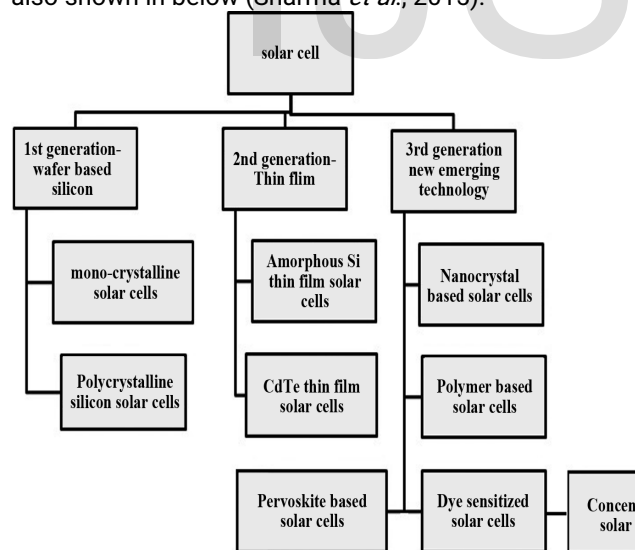 also shown in below (Sharma et al., 2015).
solar cell
1st generation-
wafer based
silicon
2nd generation-
Thin flim
3rd generation
new emerging
technology
mono-crystalline
solar cells
Amorphous Si
thin film solar
cells
Nanocrystal
based solar cells
Polycrystalline
silicon solar cells
CdTe thin film
solar cells
Polymer based
solar cells
Pervoskite based
solar cells
Dye sensitized
solar cells
solar